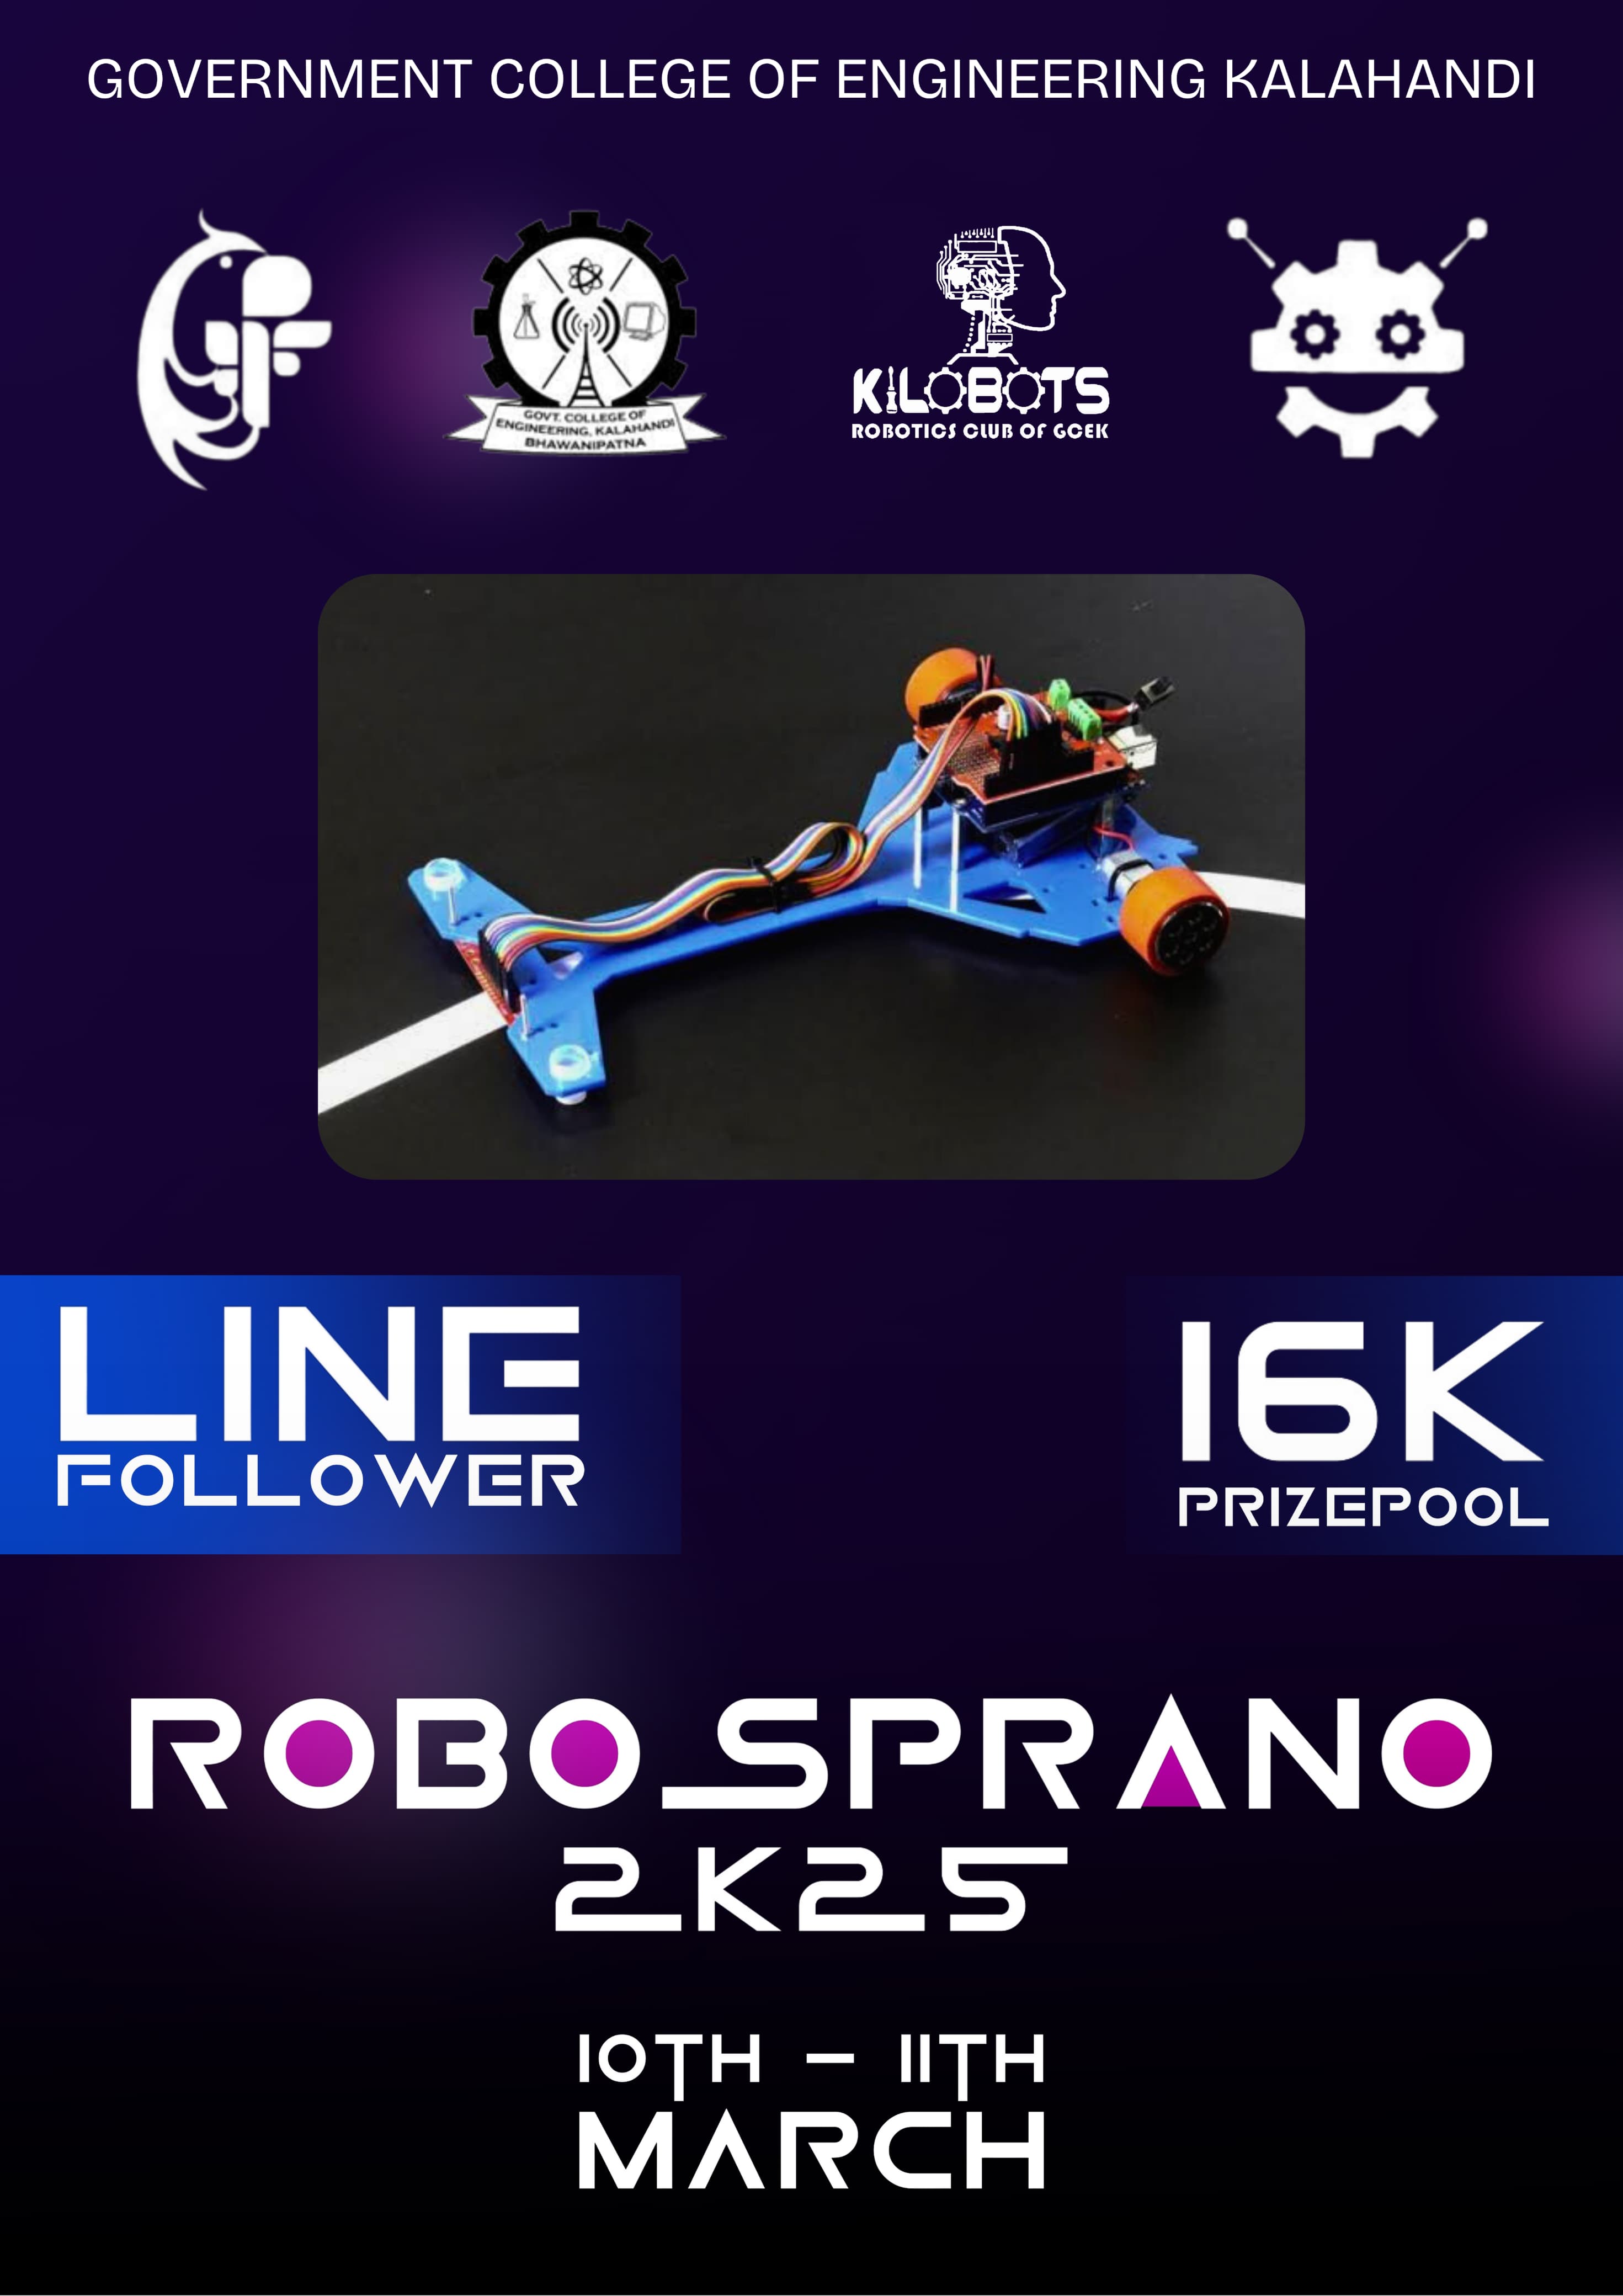 GOVERNMENT COLLEGE OF ENGINEERING KALAHANDI
GOVT. COLLEGE OF
ENGINEERING, KALAHANDI
BHAWANIPATNA
KILOBOTS
ROBOTICS CLUB OF GCEK
LINE
FOLLOWER
16K
PRIZEPOOL
ROBO SPRANO
2K25
10TH - 11TH
MARCH